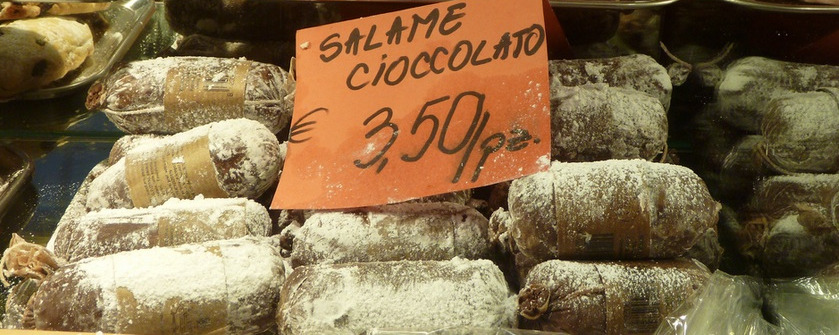 SALAME
CIOCCOLATO
€ 3,50/pz.